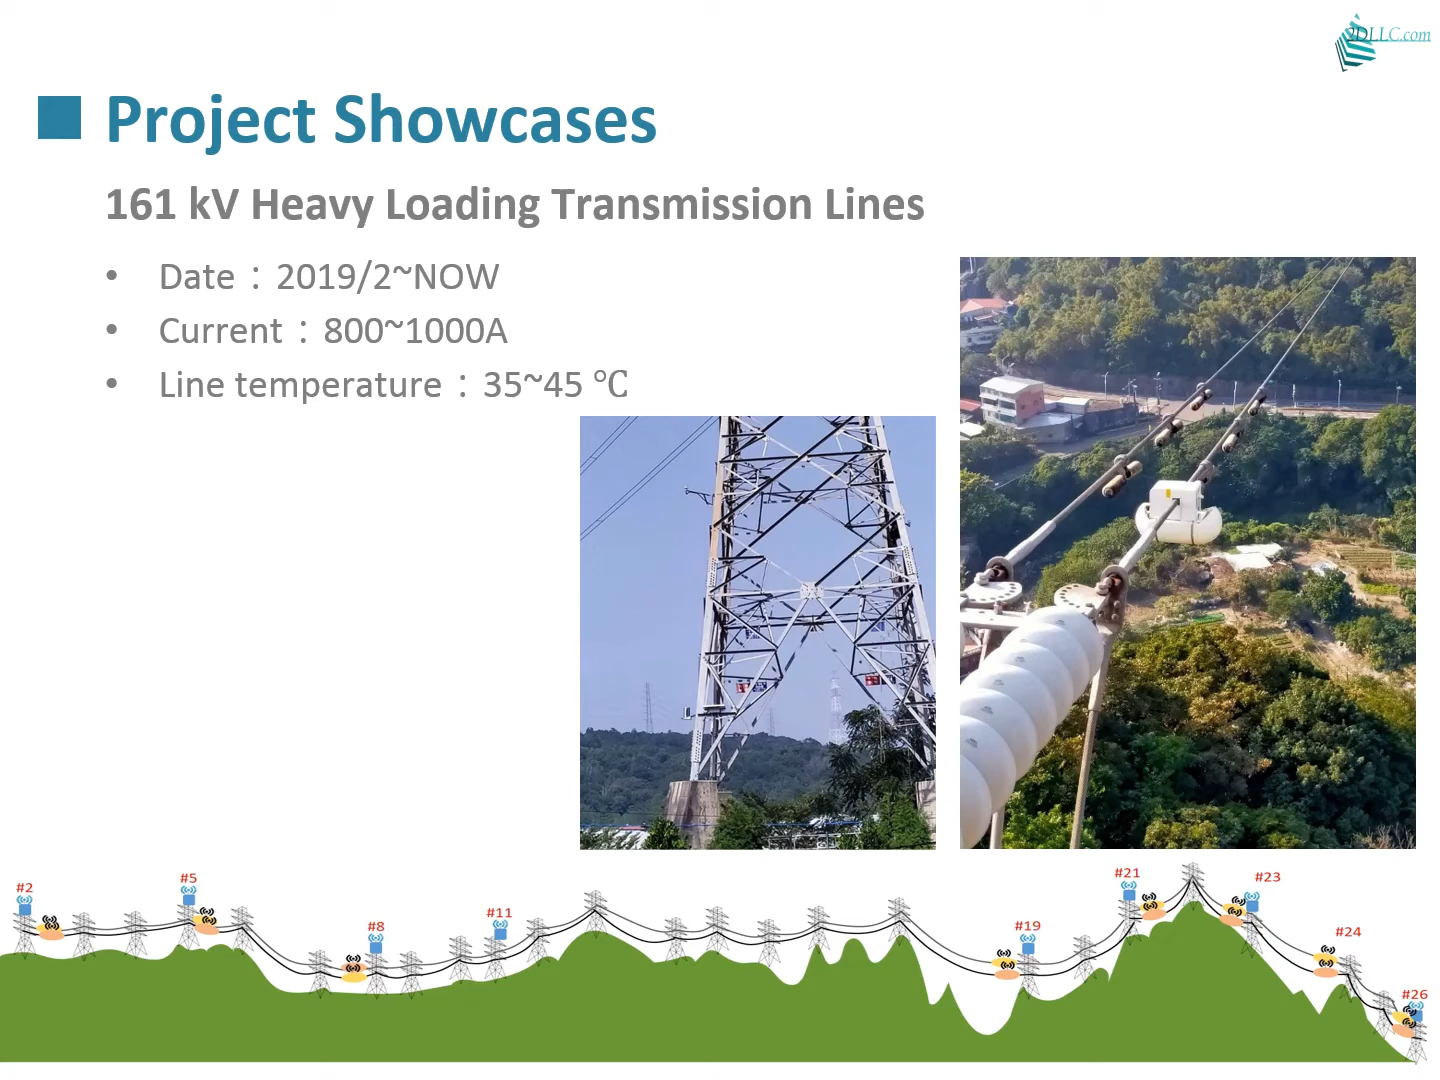 2DLLC.com
Project Showcases
161 kV Heavy Loading Transmission Lines
• Date：2019/2~NOW
• Current：800~1000A
• Line temperature：35~45 ℃
#2
#5
#8
#11
#19
#21
#23
#24
#26